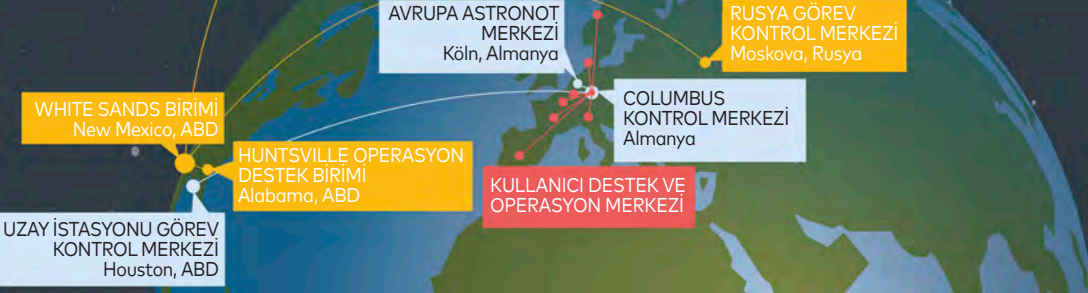 AVRUPA ASTRONOT
MERKEZİ
Köln, Almanya
RUSYA GÖREV
KONTROL MERKEZİ
Moskova, Rusya
WHITE SANDS BİRİMİ
New Mexico, ABD
COLUMBUS
KONTROL MERKEZİ
Almanya
HUNTSVILLE OPERASYON
DESTEK BİRİMİ
Alabama, ABD
KULLANICI DESTEK VE
OPERASYON MERKEZİ
UZAY İSTASYONU GÖREV
KONTROL MERKEZİ
Houston, ABD